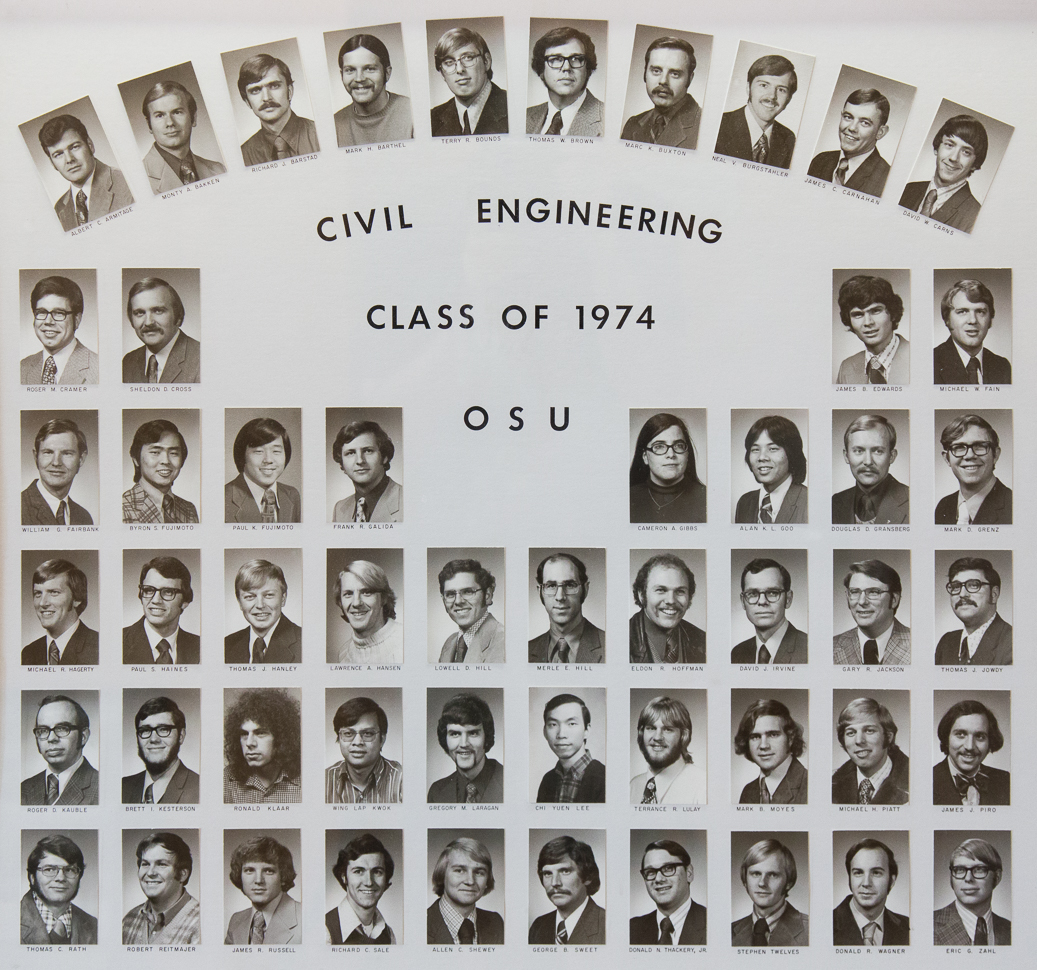 ALBERT C. ARMITAGE
MONTY A. BAKKEN
RICHARD J. BARSTAD
MARK H. BARTHEL
TERRY R. BOUNDS
THOMAS W. BROWN
MARC K. BUXTON
NEAL V. BURGSTAHLER
JAMES C. CARNAHAN
DAVID W. CARNS
CIVIL ENGINEERING
CLASS OF 1974
OSU
ROGER M. CRAMER
SHELDON D. CROSS
JAMES B. EDWARDS
MICHAEL W. FAIN
WILLIAM G. FAIRBANK
BYRON S. FUJIMOTO
PAUL K. FUJIMOTO
FRANK R. GALIDA
CAMERON A. GIBBS
ALAN K. L. GOO
DOUGLAS D. GRANSBERG
MARK D. GRENZ
MICHAEL R. HAGERTY
PAUL S. HAINES
THOMAS J. HANLEY
LAWRENCE A. HANSEN
LOWELL D. HILL
MERLE E. HILL
ELDON R. HOFFMAN
DAVID J. IRVINE
GARY R. JACKSON
THOMAS J. JOWDY
ROGER D. KAUBLE
BRETT I. KESTERSON
RONALD KLAAR
WING LAP KWOK
GREGORY M. LARAGAN
CHI YUEN LEE
TERRANCE R. LULAY
MARK B. MOYES
MICHAEL H. PIATT
JAMES J. PIRO
THOMAS C. RATH
ROBERT REITMAJER
JAMES R. RUSSELL
RICHARD C. SALE
ALLEN C. SHEWEY
GEORGE B. SWEET
DONALD N. THACKERY, JR.
STEPHEN TWELVES
DONALD R. WAGNER
ERIC G. ZAHL